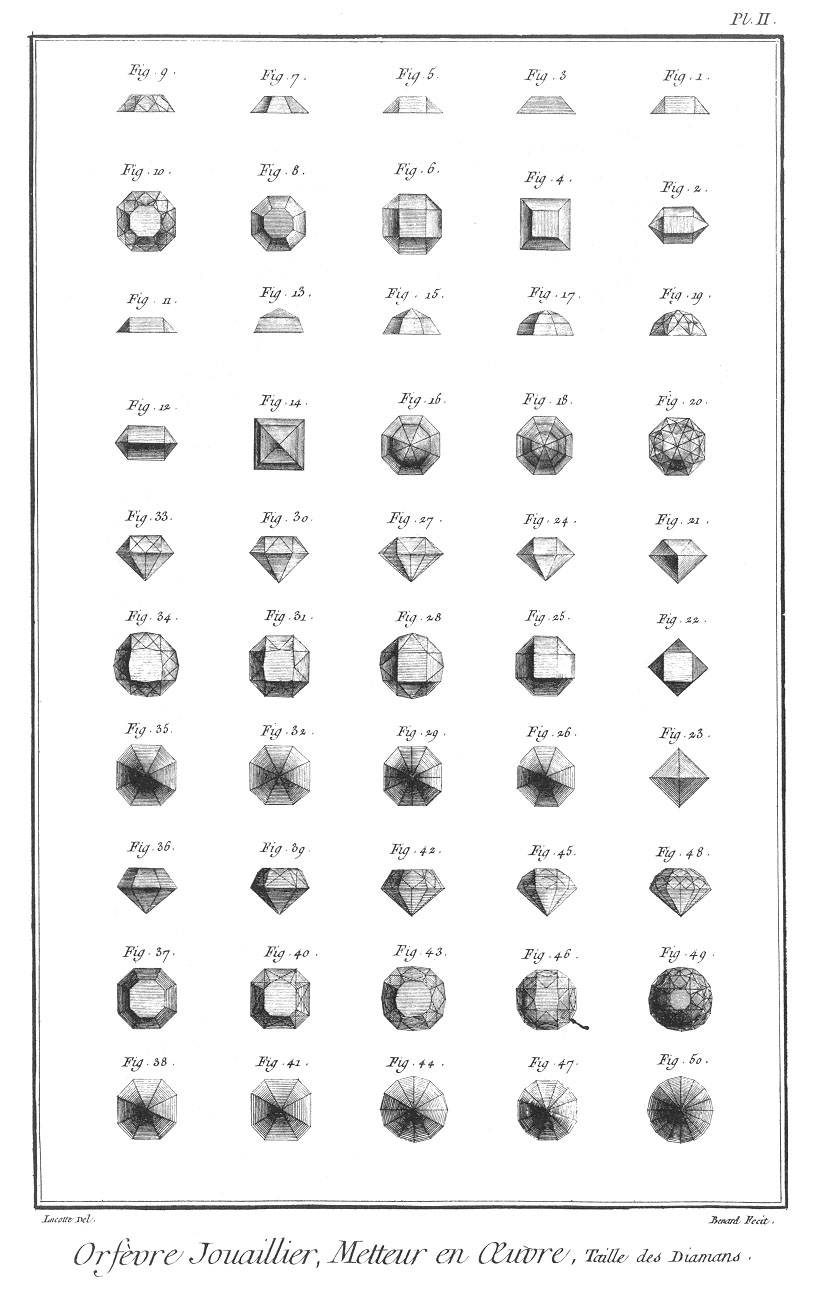 Pl. II.
Fig. 9. Fig. 7. Fig. 5. Fig. 3 Fig. 1.
Fig. 10. Fig. 8. Fig. 6. Fig. 4. Fig. 2.
Fig. 11. Fig. 13. Fig. 15. Fig. 17. Fig. 19.
Fig. 12. Fig. 14. Fig. 16. Fig. 18. Fig. 20.
Fig. 33. Fig. 30. Fig. 27. Fig. 24. Fig. 21.
Fig. 34. Fig. 31. Fig. 28 Fig. 25. Fig. 22.
Fig. 35. Fig. 32. Fig. 29. Fig. 26. Fig. 23.
Fig. 36. Fig. 39. Fig. 42. Fig. 45. Fig. 48.
Fig. 37. Fig. 40. Fig. 43. Fig. 46. Fig. 49.
Fig. 38. Fig. 41. Fig. 44. Fig. 47. Fig. 50.
Lucotte Del. Benard Fecit.
Orfèvre Jouaillier, Metteur en Œuvre, Taille des Diamans.